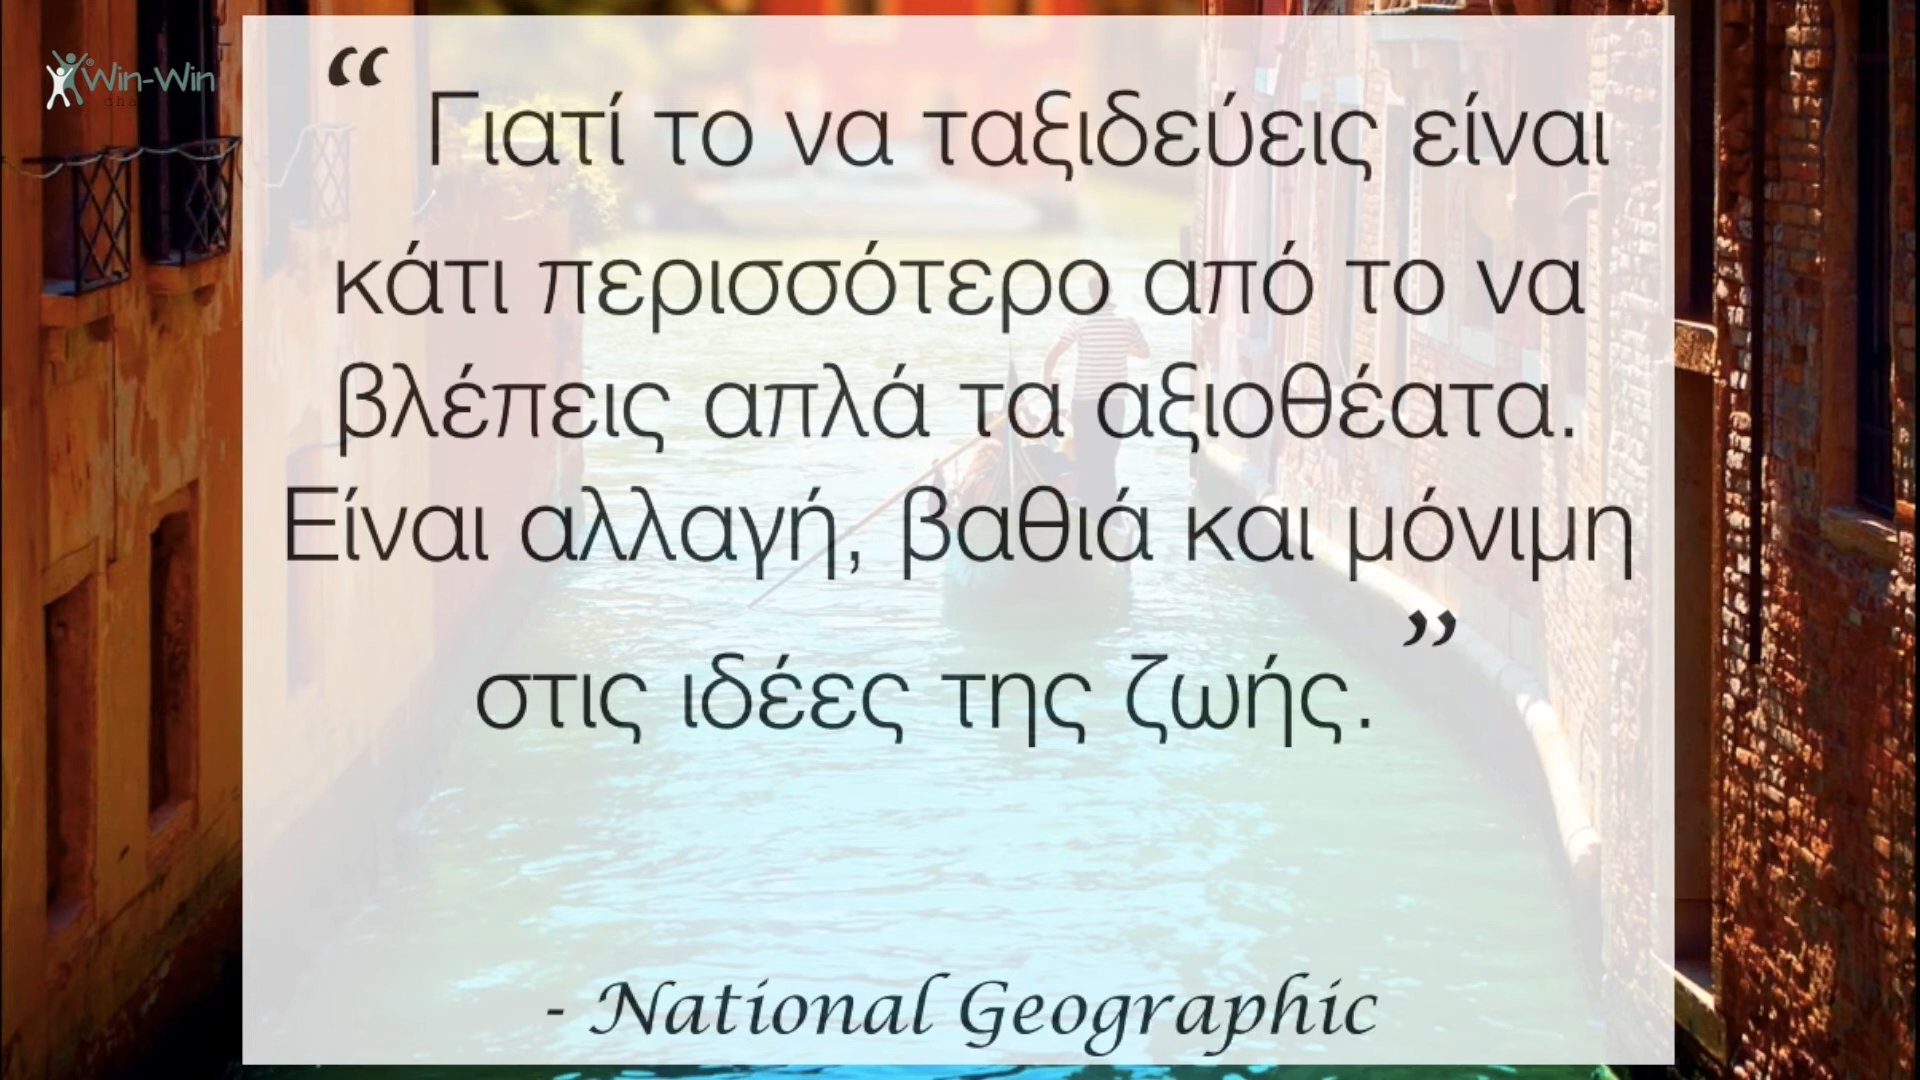 Win-Win
“ Γιατί το να ταξιδεύεις είναι
κάτι περισσότερο από το να
βλέπεις απλά τα αξιοθέατα.
Είναι αλλαγή, βαθιά και μόνιμη
στις ιδέες της ζωής. ”
- National Geographic